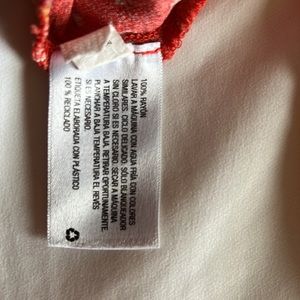 100% RAYÓN
LAVAR A MÁQUINA CON AGUA FRÍA CON COLORES
SIMILARES. CICLO DELICADO. SÓLO BLANQUEADOR
SIN CLORO SI ES NECESARIO. SECAR A MÁQUINA
A TEMPERATURA BAJA. RETIRAR OPORTUNAMENTE.
PLANCHAR A BAJA TEMPERATURA EL REVÉS
SI ES NECESARIO.
ETIQUETA ELABORADA CON PLÁSTICO
100 % RECICLADO